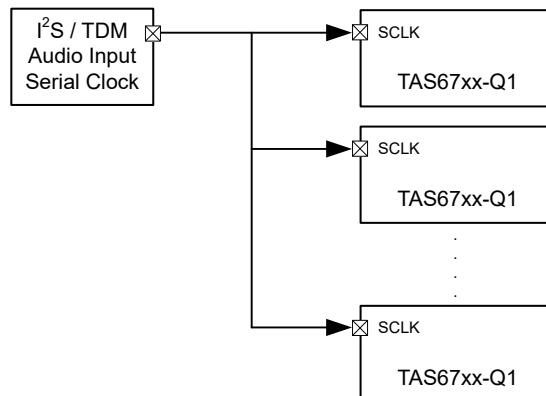 I²S / TDM
Audio Input
Serial Clock
SCLK
TAS67xx-Q1
SCLK
TAS67xx-Q1
SCLK
TAS67xx-Q1